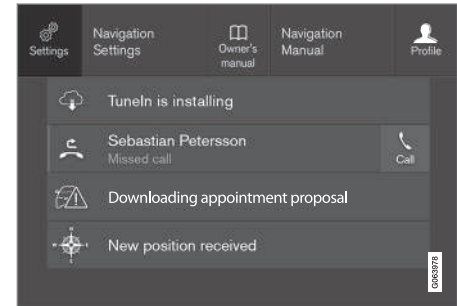 Settings
Navigation
Settings
Owner's
manual
Navigation
Manual
Profile
TuneIn is installing
Sebastian Petersson
Missed call
Call
Downloading appointment proposal
New position received
G063978